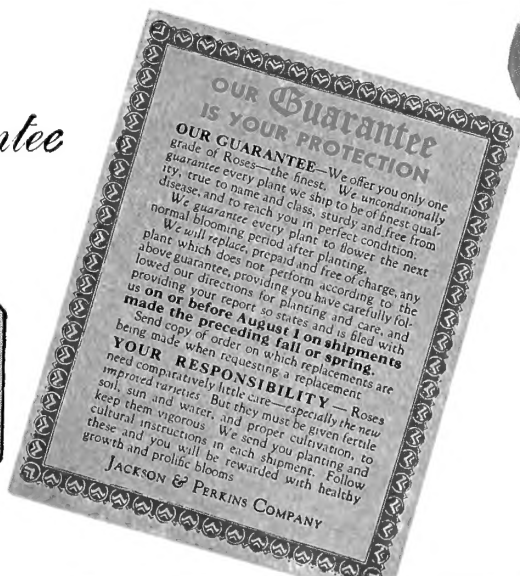 ntee
OUR Guarantee
IS YOUR PROTECTION
OUR GUARANTEE—We offer you only one
grade of Roses—the finest. We unconditionally
guarantee every plant we ship to be of finest qual-
ity, true to name and class, sturdy and free from
disease, and to reach you in perfect condition.
We guarantee every plant to flower the next
normal blooming period after planting.
We will replace, prepaid and free of charge, any
plant which does not perform according to the
above guarantee, providing you have carefully fol-
lowed our directions for planting and care, and
providing your report so states and is filed with
us on or before August 1 on shipments
made the preceding fall or spring.
Send copy of order on which replacements are
being made when requesting a replacement
YOUR RESPONSIBILITY — Roses
need comparatively little care—especially the new
improved varieties But they must be given fertile
soil, sun and water, and proper cultivation, to
keep them vigorous We send you planting and
cultural instructions in each shipment. Follow
these and you will be rewarded with healthy
growth and prolific blooms
JACKSON & PERKINS COMPANY